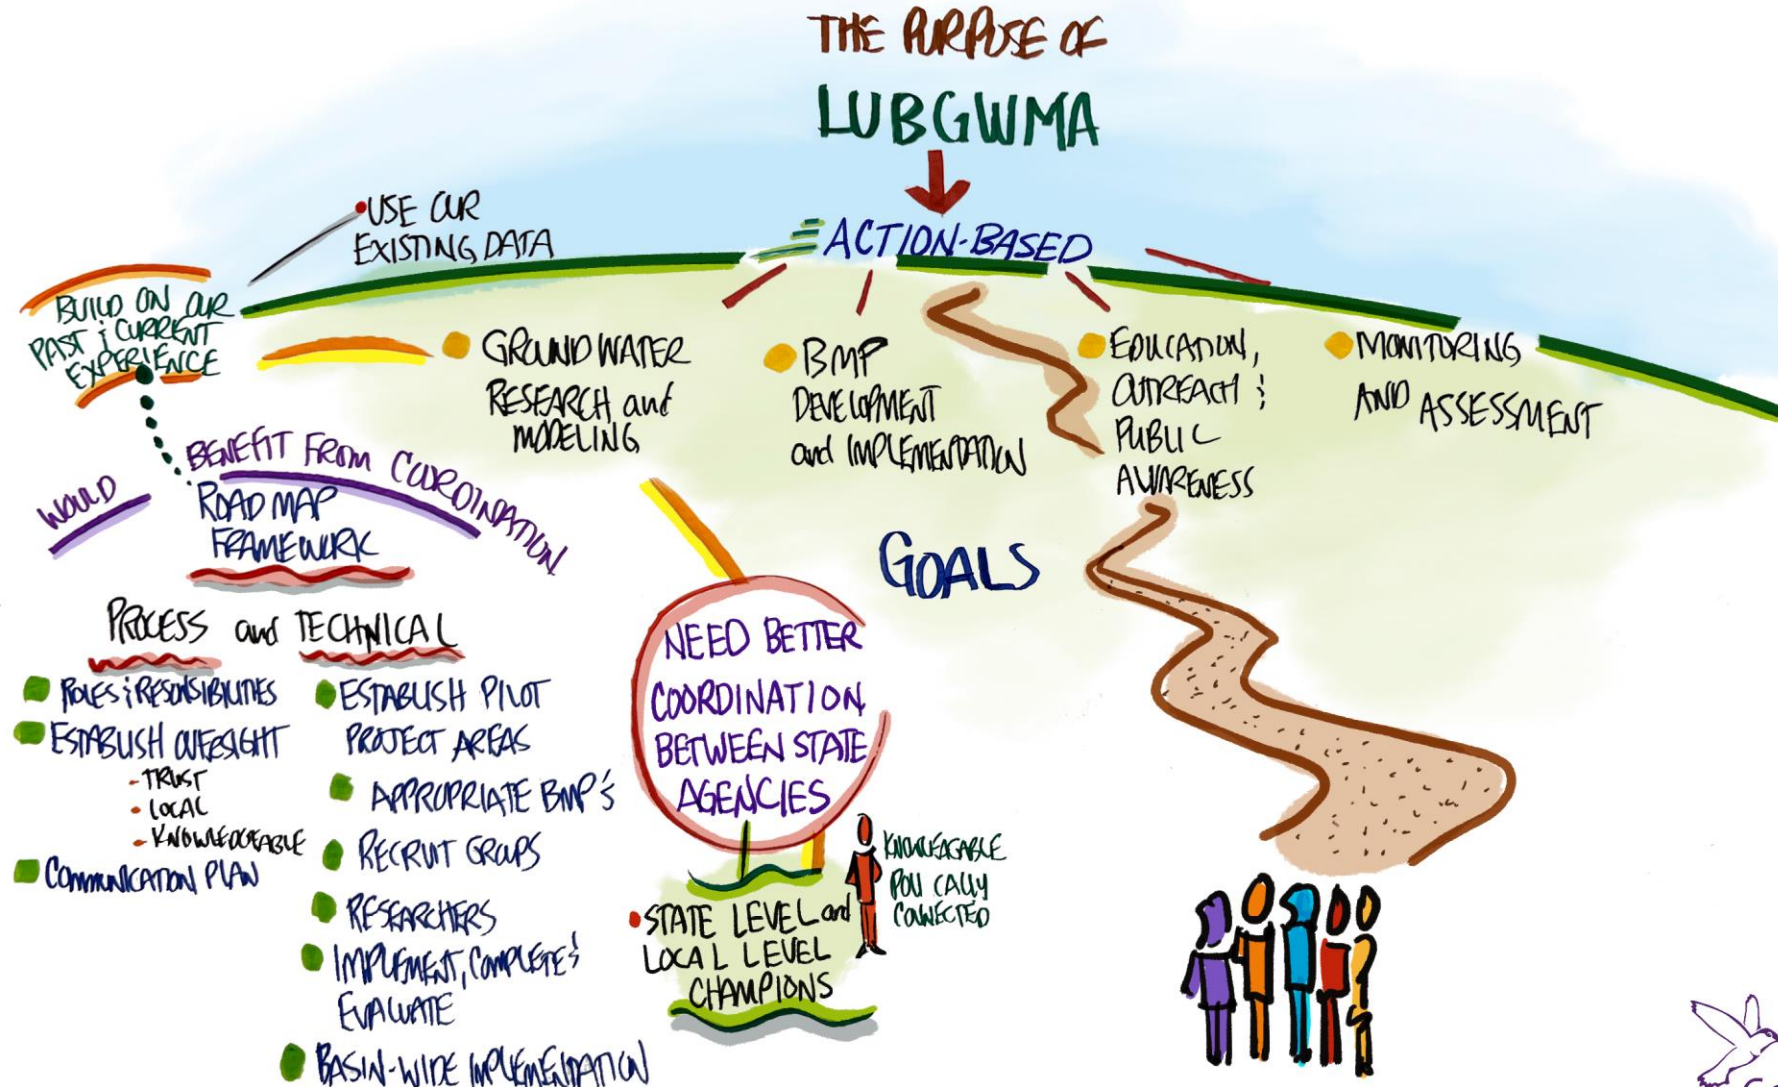 THE PURPOSE OF
LUBGWMA
ACTION-BASED
USE OUR
EXISTING DATA
BUILD ON OUR
PAST & CURRENT
EXPERIENCE
GROUNDWATER
RESEARCH and
MODELING
BMP
DEVELOPMENT
and IMPLEMENTATION
EDUCATION,
OUTREACH &
PUBLIC
AWARENESS
MONITORING
AND ASSESSMENT
WOULD BENEFIT FROM COORDINATION
ROAD MAP
FRAMEWORK
GOALS
PROCESS and TECHNICAL
ROLES & RESPONSIBILITIES
ESTABLISH OVERSIGHT
- TRUST
• LOCAL
- KNOWLEDGEABLE
COMMUNICATION PLAN
ESTABLISH PILOT
PROJECT AREAS
APPROPRIATE BMP'S
RECRUIT GROUPS
RESEARCHERS
IMPLEMENT, COMPLETE &
EVALUATE
BASIN-WIDE IMPLEMENTATION
NEED BETTER
COORDINATION
BETWEEN STATE
AGENCIES
STATE LEVEL and
LOCAL LEVEL
CHAMPIONS
KNOWLEAGABLE
POLI CALLY
CONNECTED